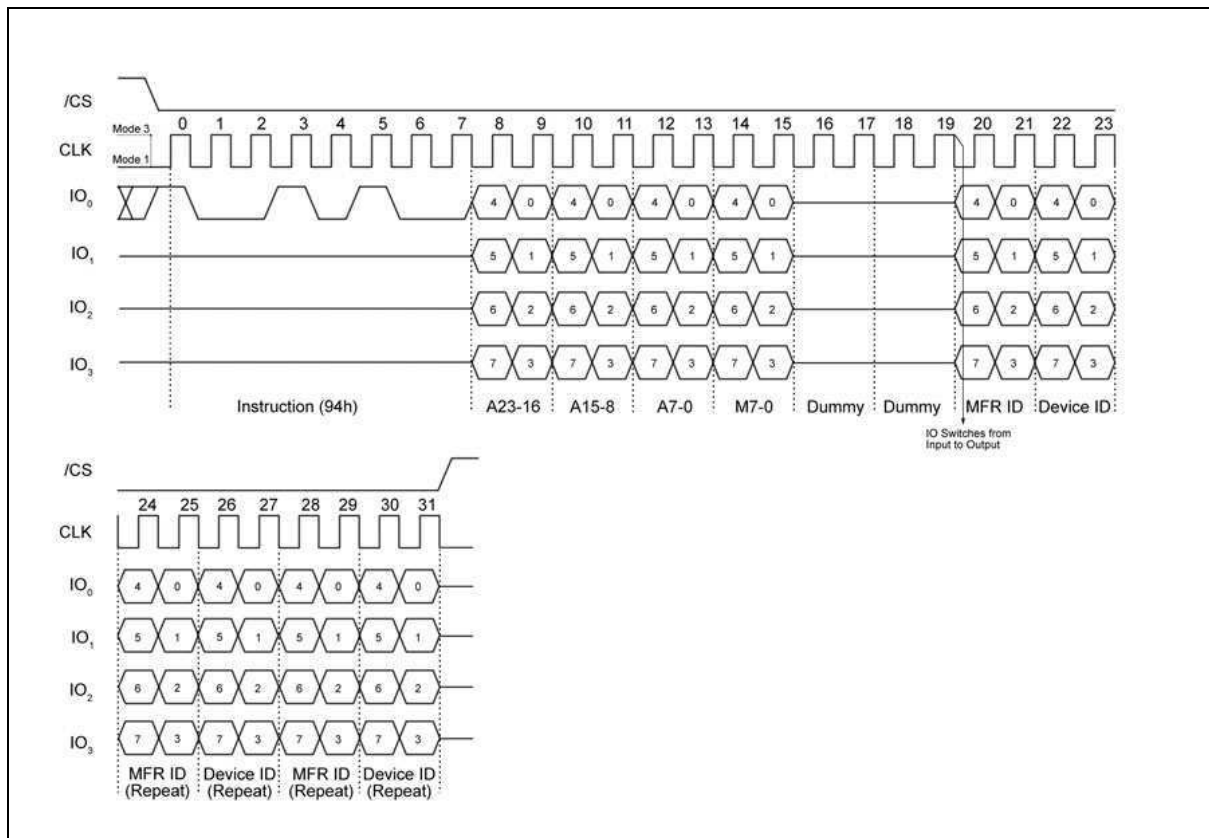 /CS
Mode 3
Mode 1
CLK
0 1 2 3 4 5 6 7 8 9 10 11 12 13 14 15 16 17 18 19 20 21 22 23
IO0 4 0 4 0 4 0 4 0 4 0 4 0
IO1 5 1 5 1 5 1 5 1 5 1 5 1
IO2 6 2 6 2 6 2 6 2 6 2 6 2
IO3 7 3 7 3 7 3 7 3 7 3 7 3
Instruction (94h) A23-16 A15-8 A7-0 M7-0 Dummy Dummy MFR ID Device ID
IO Switches from
Input to Output
/CS
24 25 26 27 28 29 30 31
CLK
IO0 4 0 4 0 4 0 4 0
IO1 5 1 5 1 5 1 5 1
IO2 6 2 6 2 6 2 6 2
IO3 7 3 7 3 7 3 7 3
MFR ID Device ID MFR ID Device ID
(Repeat) (Repeat) (Repeat) (Repeat)